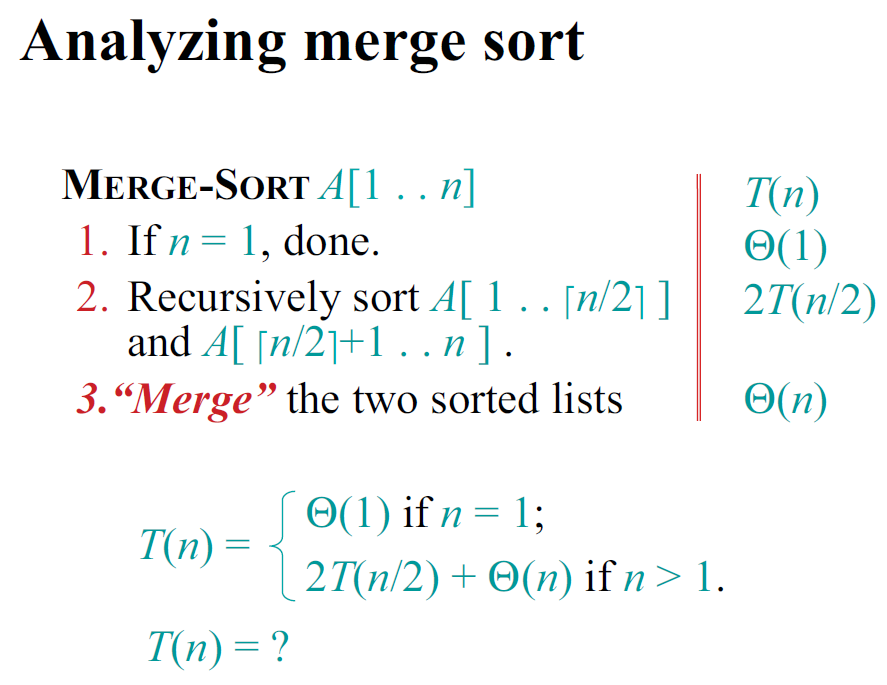 Analyzing merge sort
MERGE-SORT A[1 . . n] T(n)
1. If n = 1, done. Θ(1)
2. Recursively sort A[ 1 . . ⌈n/2⌉ ] 2T(n/2)
and A[ ⌈n/2⌉+1 . . n ] .
3. “Merge” the two sorted lists Θ(n)
Θ(1) if n = 1;
T(n) = {
2T(n/2) + Θ(n) if n > 1.
T(n) = ?